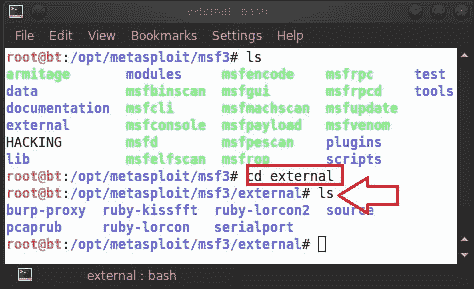 external : bash
File Edit View Bookmarks Settings Help
root@bt:/opt/metasploit/msf3# ls
armitage modules msfencode msfrpc test
data msfbinscan msfgui msfrpcd tools
documentation msfcli msfmachscan msfupdate
external msfconsole msfpayload msfvenom
HACKING msfd msfpescan plugins
lib msfelfscan msfrop scripts
root@bt:/opt/metasploit/msf3# cd external
root@bt:/opt/metasploit/msf3/external# ls
burp-proxy ruby-kissfft ruby-lorcon2 source
pcaprub ruby-lorcon serialport
root@bt:/opt/metasploit/msf3/external#
external : bash